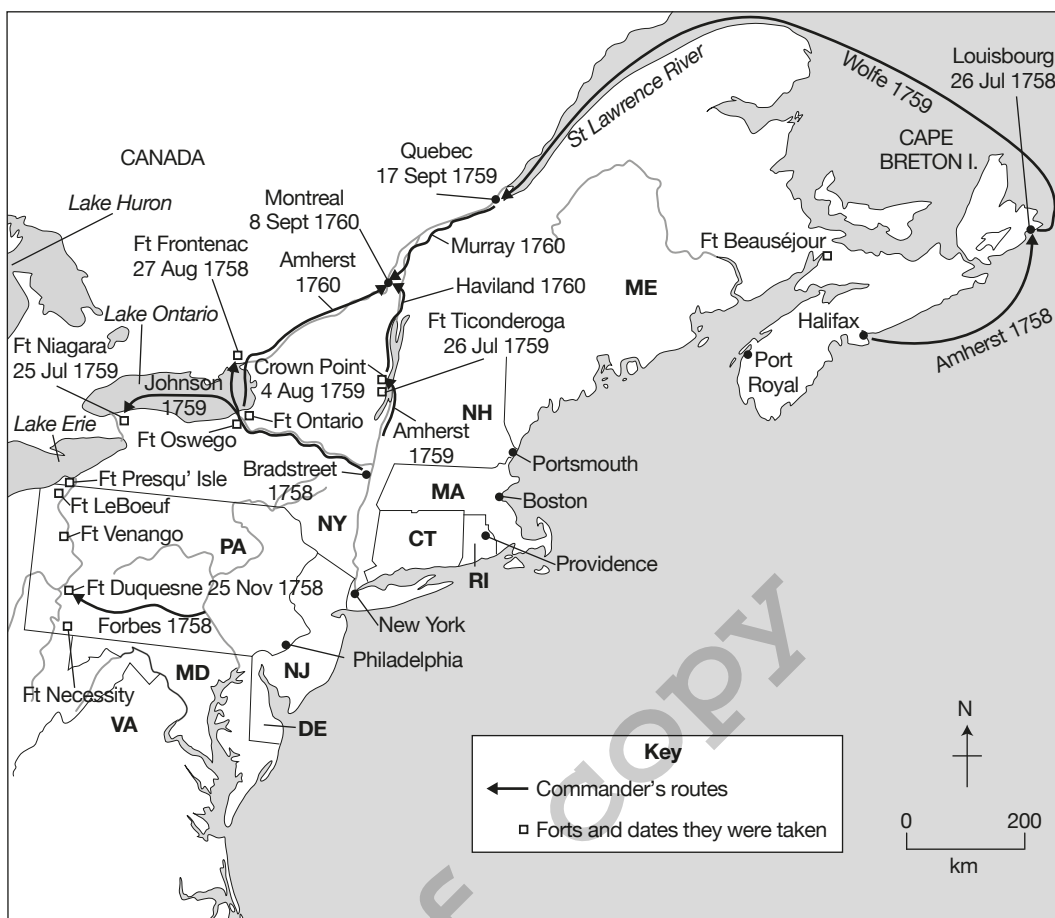 Louisbourg
26 Jul 1758
Wolfe 1759
St Lawrence River
CAPE
BRETON I.
CANADA
Quebec
17 Sept 1759
Lake Huron
Montreal
8 Sept 1760
Ft Frontenac
27 Aug 1758
Amherst
1760
Murray 1760
Ft Beauséjour
Haviland 1760
ME
Lake Ontario
Ft Ticonderoga
26 Jul 1759
Halifax
Amherst 1758
Ft Niagara
25 Jul 1759
Crown Point
4 Aug 1759
Port
Royal
Johnson
1759
NH
Lake Erie
Ft Ontario
Ft Oswego
Amherst
1759
Portsmouth
Bradstreet
1758
Ft Presqu' Isle
MA
Boston
Ft LeBoeuf
NY
Ft Venango
PA
CT
Providence
RI
Ft Duquesne 25 Nov 1758
Forbes 1758
New York
Philadelphia
MD
NJ
Ft Necessity
VA
DE
N
Key
Commander's routes
Forts and dates they were taken
0
200
km
f copy